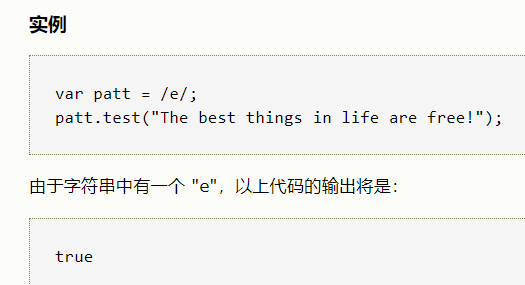 实例
var patt = /e/;
patt.test("The best things in life are free!");
由于字符串中有一个 "e"，以上代码的输出将是：
true